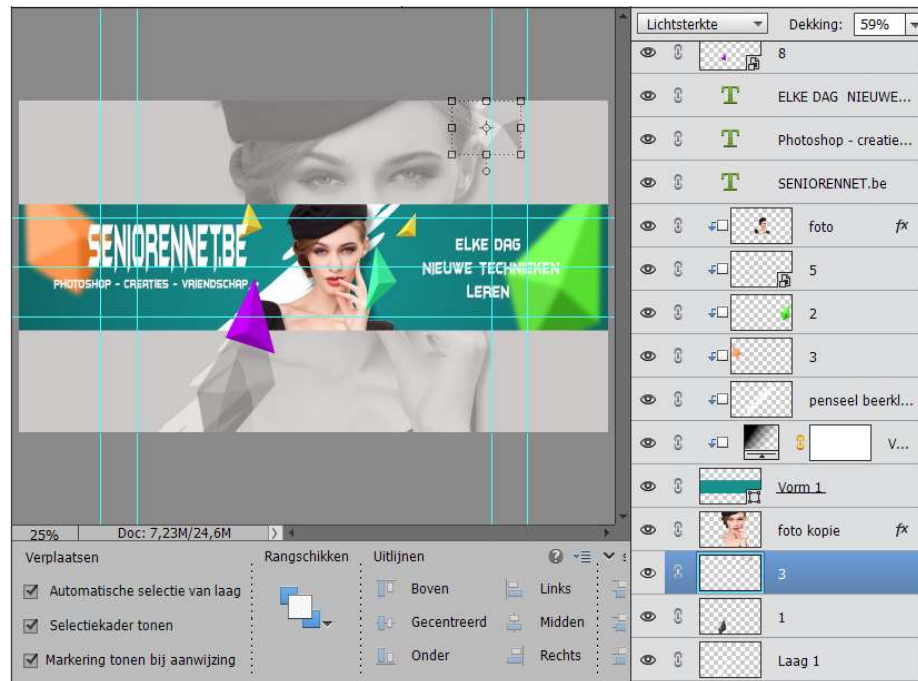 Lichtsterkte Dekking: 59%
8
ELKE DAG NIEUWE...
Photoshop - creatie...
SENIORENNET.be
foto fx
5
2
3
penseel beerkl...
V...
Vorm 1
foto kopie fx
3
1
Laag 1
SENIORENNET.BE
PHOTOSHOP - CREATIES - VRIENDSCHAP
ELKE DAG
NIEUWE TECHNIEKEN
LEREN
25% Doc: 7,23M/24,6M
Verplaatsen Rangschikken Uitlijnen
Automatische selectie van laag Boven Links
Selectiekader tonen Gecentreerd Midden
Markering tonen bij aanwijzing Onder Rechts